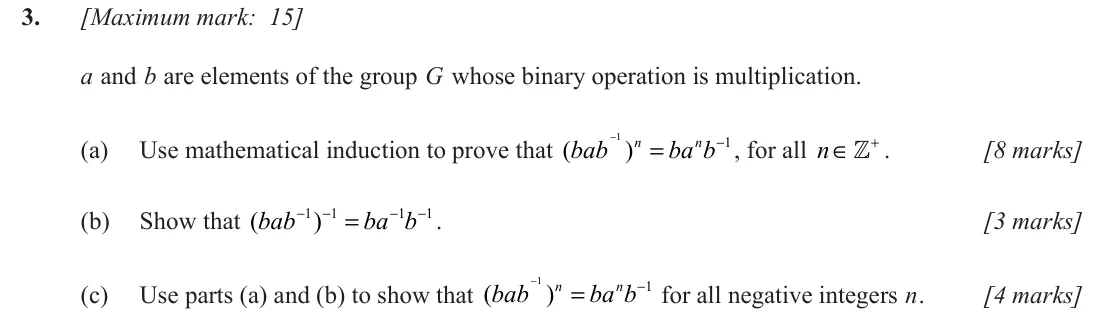 3. [Maximum mark: 15]
a and b are elements of the group G whose binary operation is multiplication.
(a) Use mathematical induction to prove that (bab⁻¹)ⁿ = baⁿb⁻¹, for all n ∈ ℤ⁺. [8 marks]
(b) Show that (bab⁻¹)⁻¹ = ba⁻¹b⁻¹. [3 marks]
(c) Use parts (a) and (b) to show that (bab⁻¹)ⁿ = baⁿb⁻¹ for all negative integers n. [4 marks]